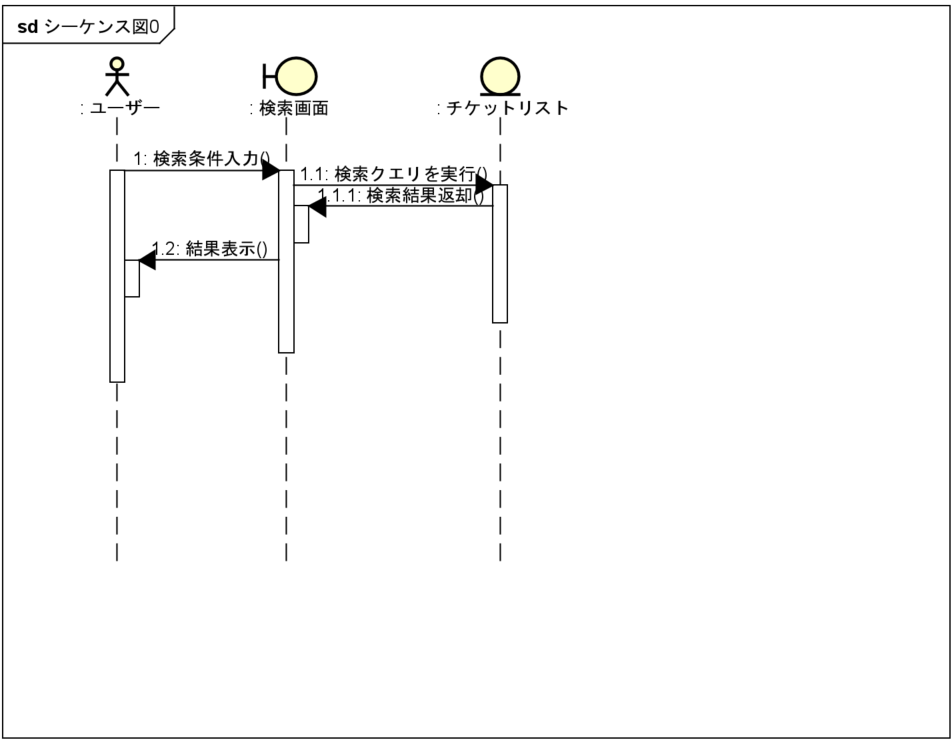 sd シーケンス図0
: ユーザー
: 検索画面
: チケットリスト
1: 検索条件入力()
1.1: 検索クエリを実行()
1.1.1: 検索結果返却()
1.2: 結果表示()